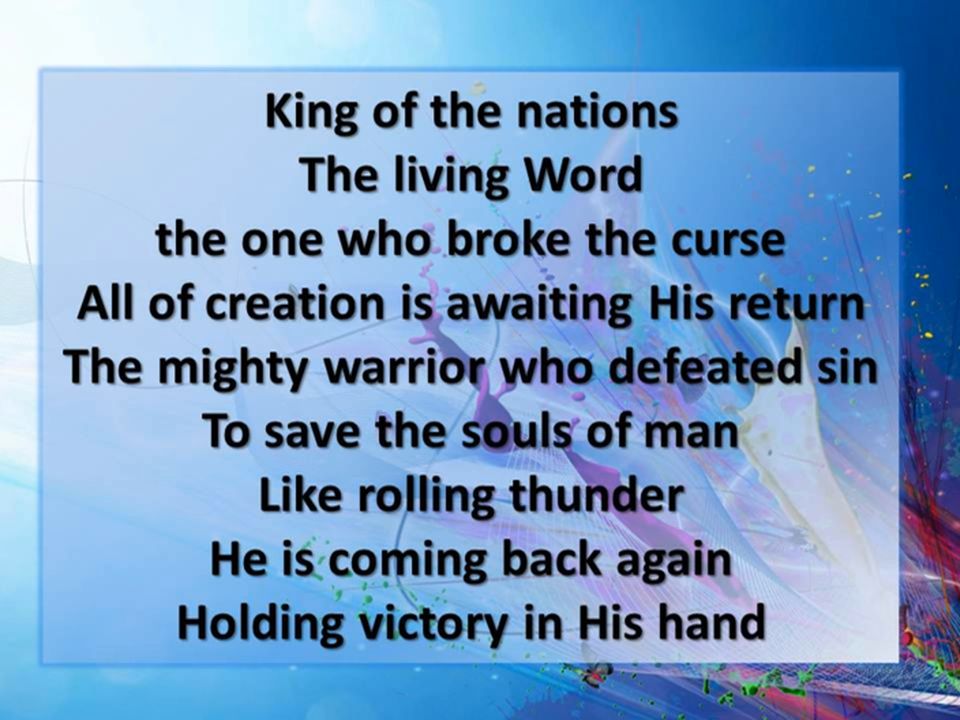 King of the nations
The living Word
the one who broke the curse
All of creation is awaiting His return
The mighty warrior who defeated sin
To save the souls of man
Like rolling thunder
He is coming back again
Holding victory in His hand